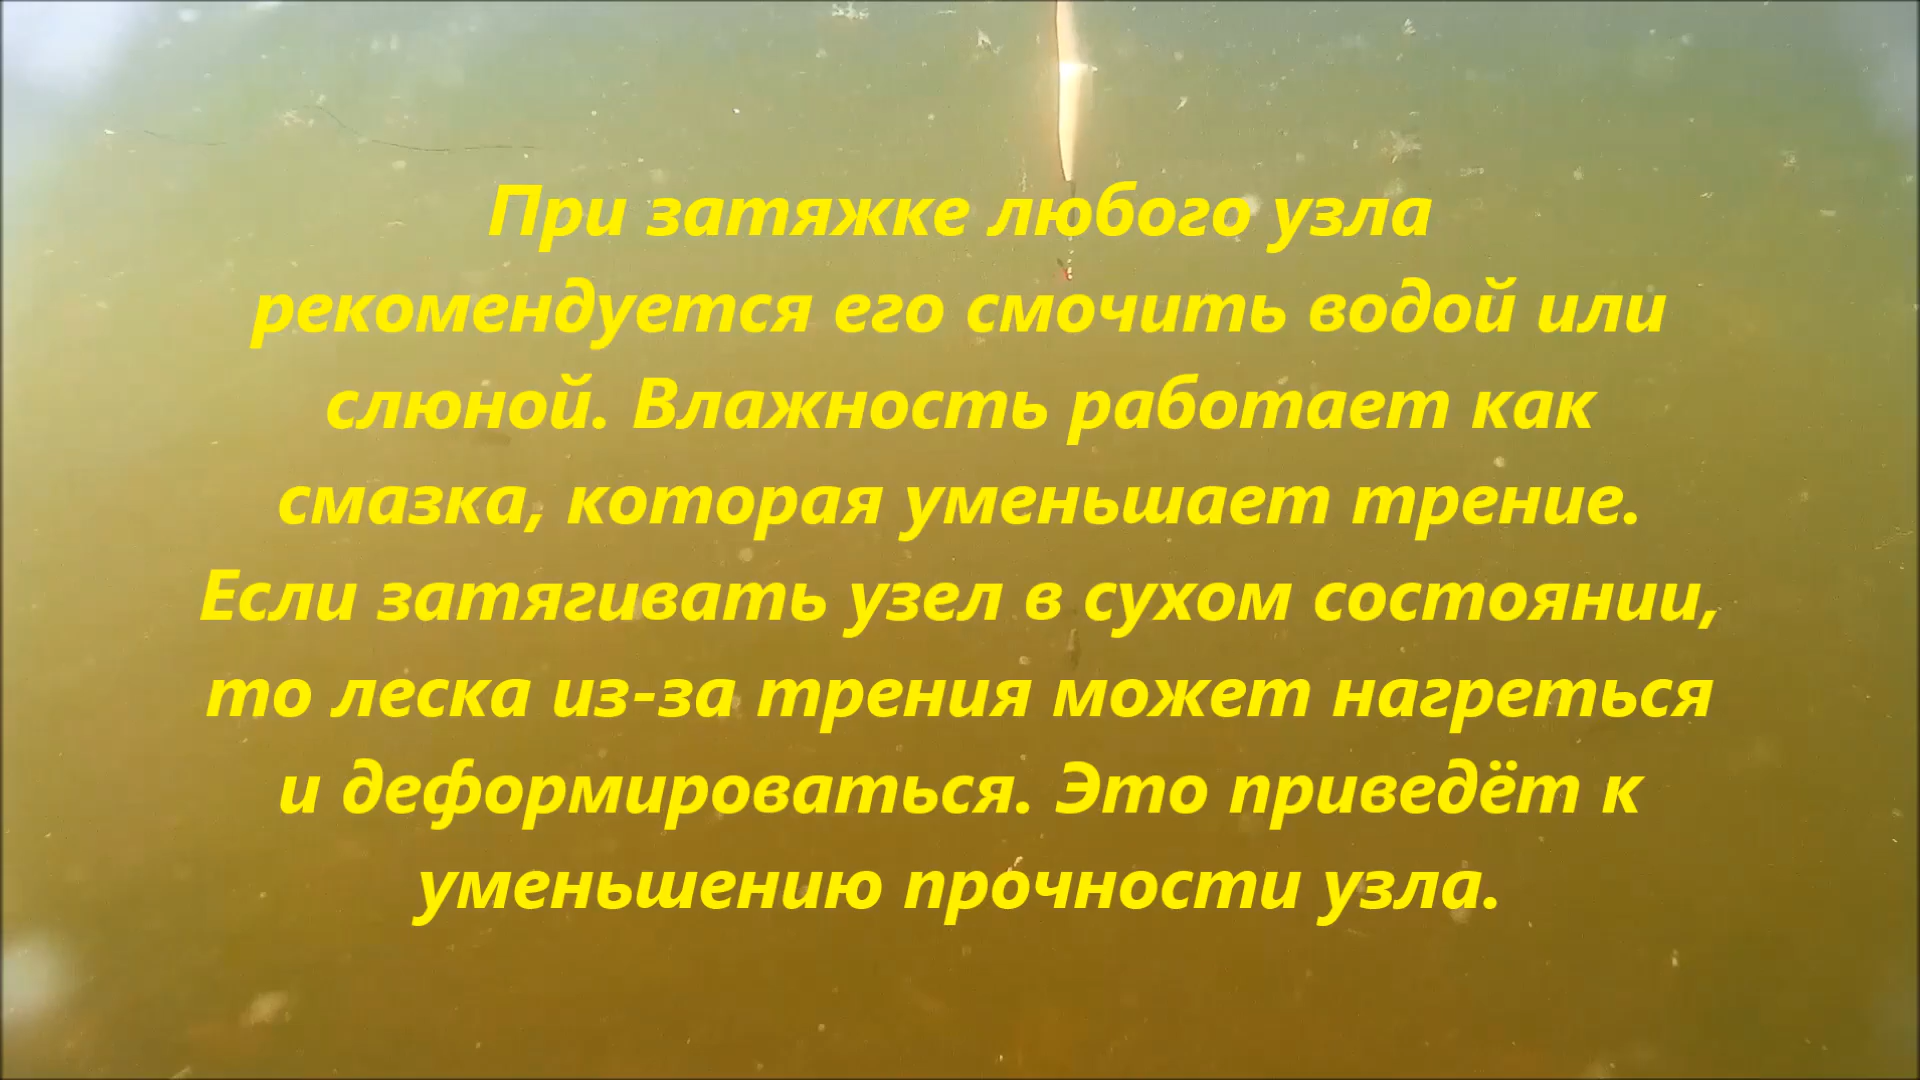 При затяжке любого узла
рекомендуется его смочить водой или
слюной. Влажность работает как
смазка, которая уменьшает трение.
Если затягивать узел в сухом состоянии,
то леска из-за трения может нагреться
и деформироваться. Это приведёт к
уменьшению прочности узла.